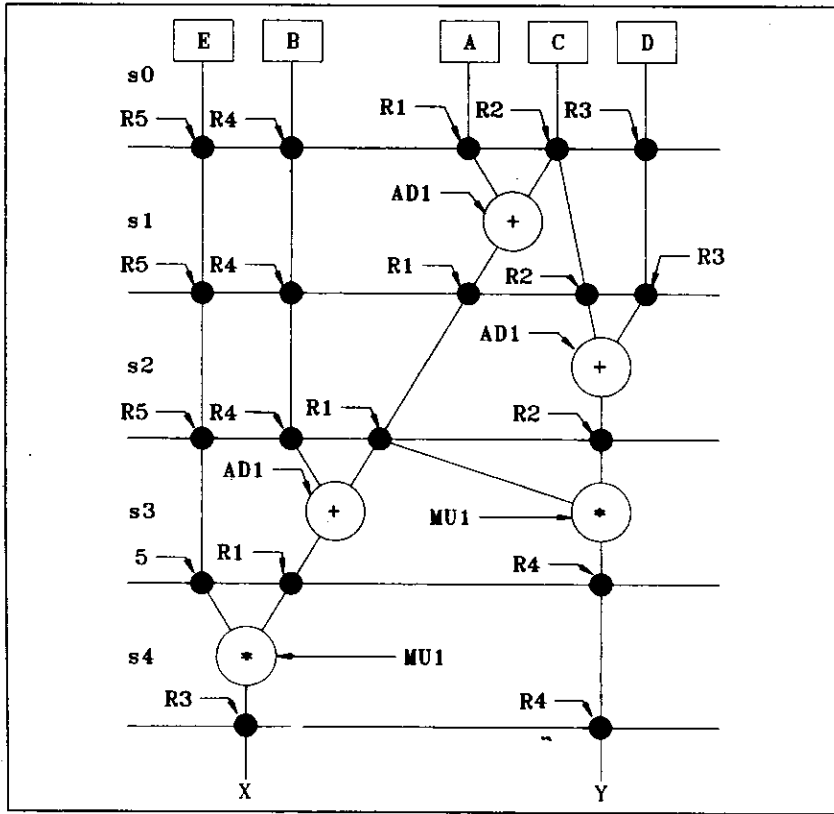 E B A C D
s0
R5 R4 R1 R2 R3
AD1 +
s1
R5 R4 R1 R2 R3
AD1 +
s2
R5 R4 R1 R2
AD1 + MU1 *
s3
5 R1 R4
s4 * MU1
R3 R4
X Y